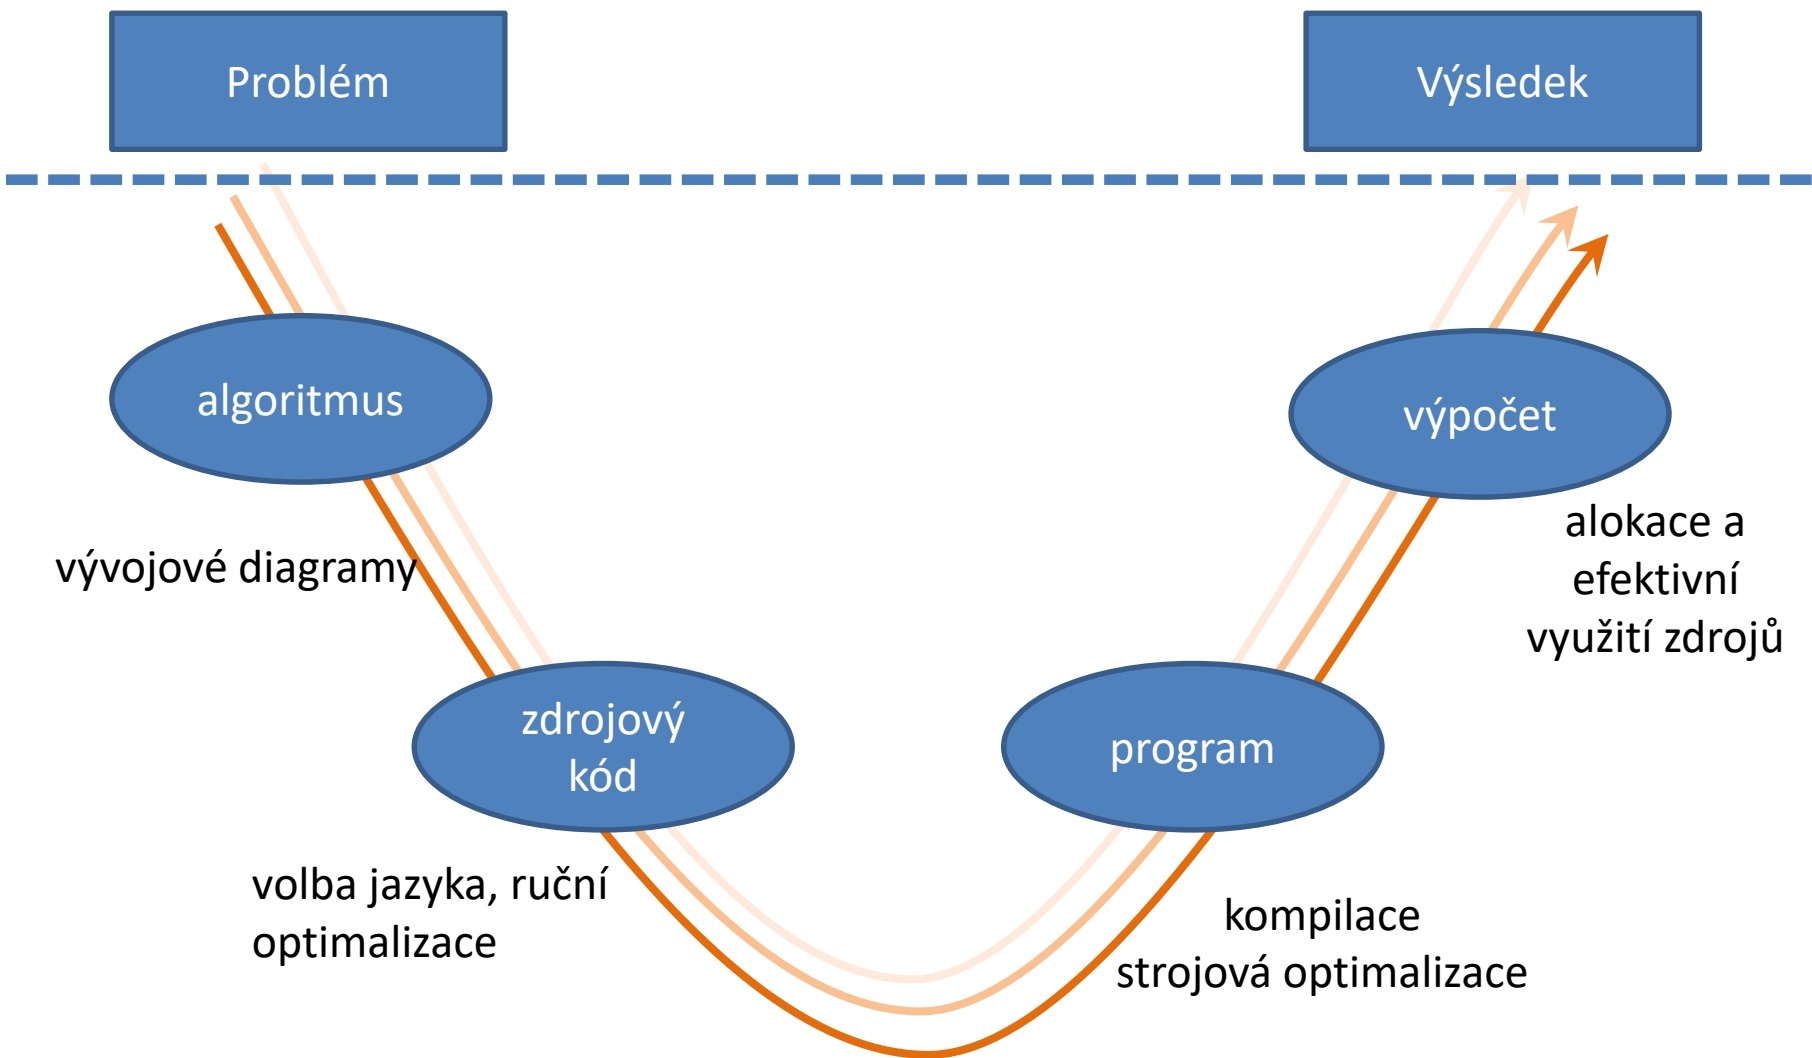 Problém
Výsledek
algoritmus
výpočet
vývojové diagramy
alokace a
efektivní
využití zdrojů
zdrojový
kód
program
volba jazyka, ruční
optimalizace
kompilace
strojová optimalizace